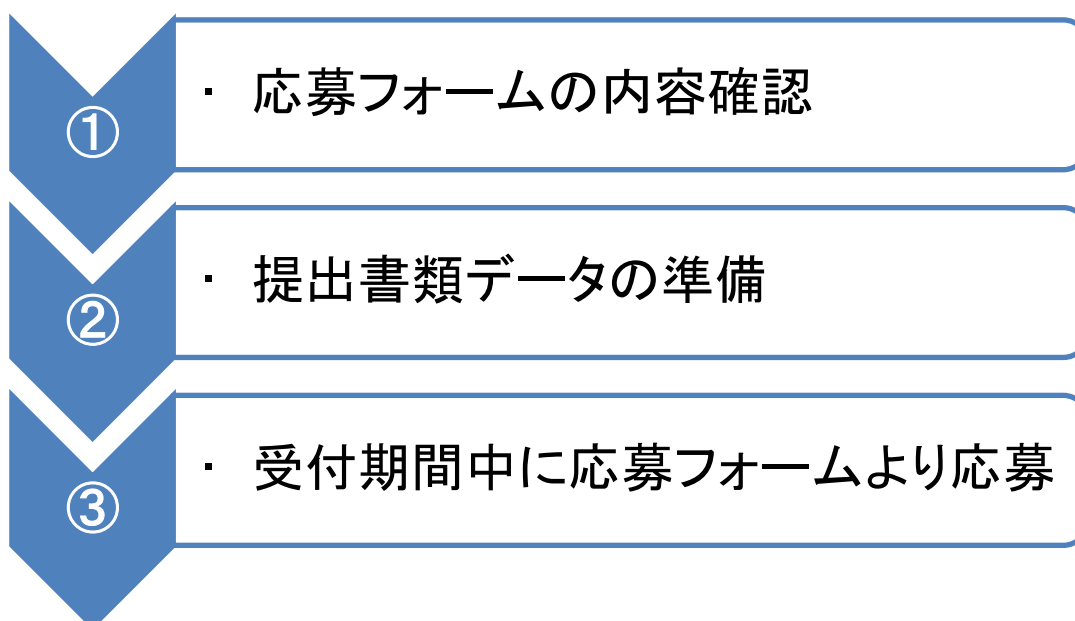 ①
・ 応募フォームの内容確認
②
・ 提出書類データの準備
③
・ 受付期間中に応募フォームより応募